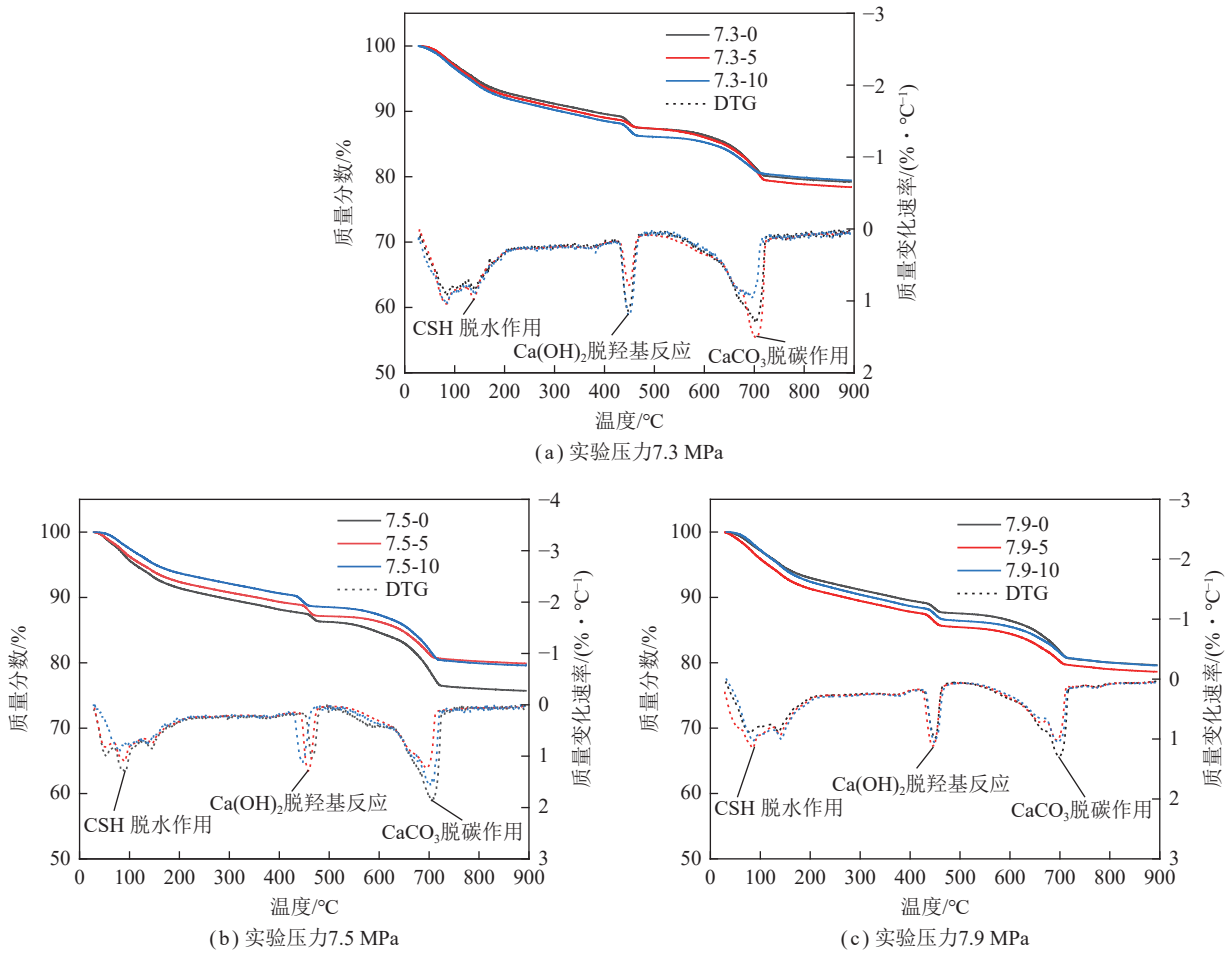 −3
100
7.3-0
7.3-5
7.3-10
DTG
−2
90
−1
80
0
70
1
60
2
50
质量分数/%
质量变化速率/(%·℃⁻¹)
CSH 脱水作用
Ca(OH)₂脱羟基反应
CaCO₃脱碳作用
0 100 200 300 400 500 600 700 800 900
温度/℃
(a) 实验压力7.3 MPa
−4
100
7.5-0
7.5-5
7.5-10
DTG
−3
90
−2
−1
80
0
70
1
60
2
50
3
质量分数/%
质量变化速率/(%·℃⁻¹)
CSH 脱水作用
Ca(OH)₂脱羟基反应
CaCO₃脱碳作用
0 100 200 300 400 500 600 700 800 900
温度/℃
(b) 实验压力7.5 MPa
−3
100
7.9-0
7.9-5
7.9-10
DTG
−2
90
−1
80
0
70
1
60
2
50
3
质量分数/%
质量变化速率/(%·℃⁻¹)
CSH 脱水作用
Ca(OH)₂脱羟基反应
CaCO₃脱碳作用
0 100 200 300 400 500 600 700 800 900
温度/℃
(c) 实验压力7.9 MPa